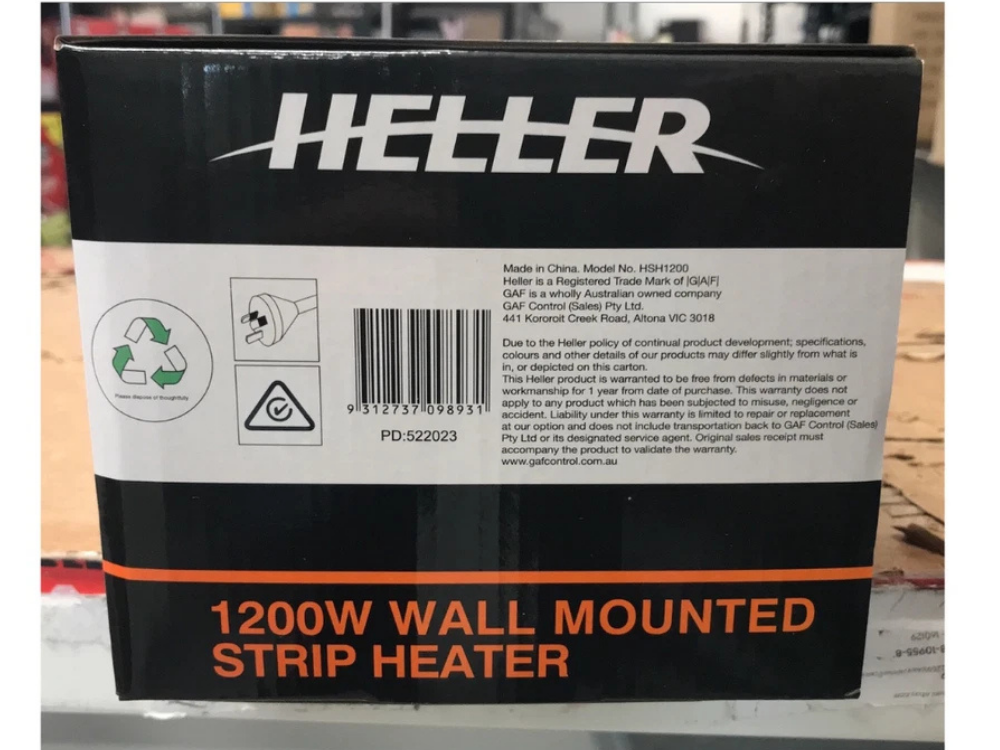 HELLER
Made in China. Model No. HSH1200
Heller is a Registered Trade Mark of |G|A|F|
GAF is a wholly Australian owned company
GAF Control (Sales) Pty Ltd.
441 Kororoit Creek Road, Altona VIC 3018
Due to the Heller policy of continual product development; specifications,
colours and other details of our products may differ slightly from what is
in, or depicted on this carton.
This Heller product is warranted to be free from defects in materials or
workmanship for 1 year from date of purchase. This warranty does not
apply to any product which has been subjected to misuse, negligence or
accident. Liability under this warranty is limited to repair or replacement
at our option and does not include transportation back to GAF Control (Sales)
Pty Ltd or its designated service agent. Original sales receipt must
accompany the product to validate the warranty.
www.gafcontrol.com.au
Please dispose of thoughtfully
9 312737 098931
PD:522023
1200W WALL MOUNTED
STRIP HEATER